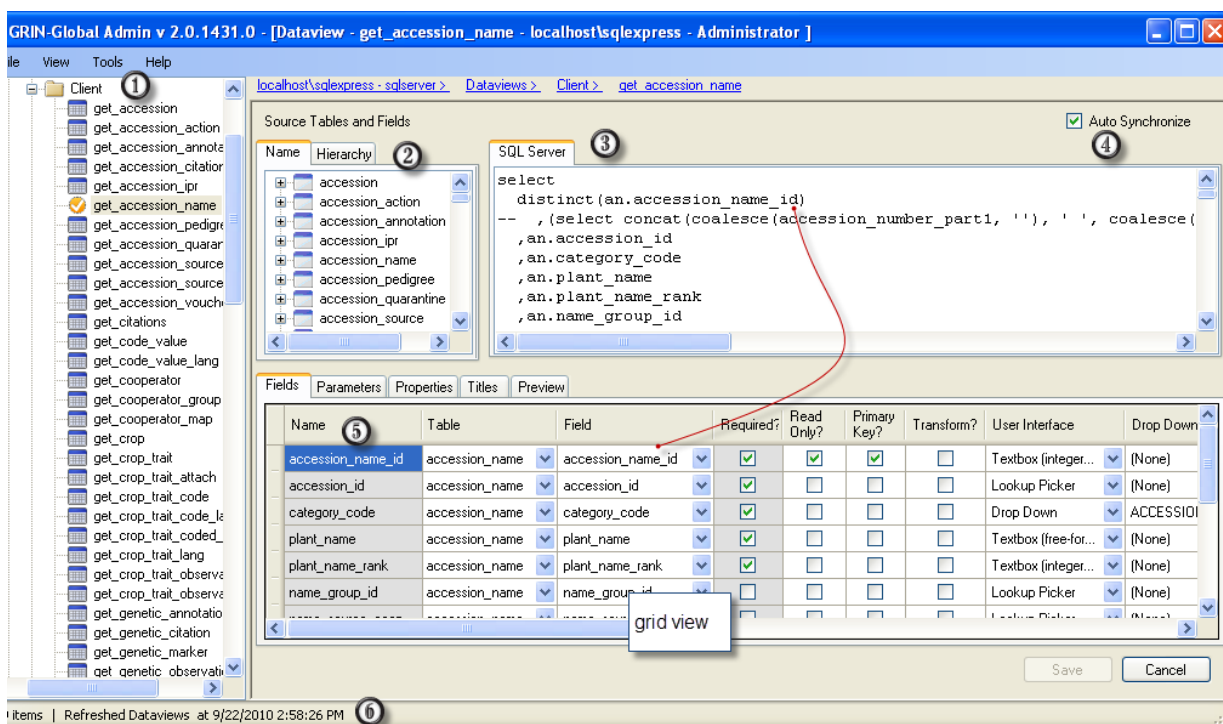 GRIN-Global Admin v 2.0.1431.0 - [Dataview - get_accession_name - localhost\sqlexpress - Administrator ]
ile View Tools Help
Client 1
get_accession
get_accession_action
get_accession_annota
get_accession_citation
get_accession_ipr
get_accession_name
get_accession_pedigre
get_accession_quarar
get_accession_source
get_accession_source
get_accession_vouch
get_citations
get_code_value
get_code_value_lang
get_cooperator
get_cooperator_group
get_cooperator_map
get_crop
get_crop_trait
get_crop_trait_attach
get_crop_trait_code
get_crop_trait_code_la
get_crop_trait_coded_
get_crop_trait_lang
get_crop_trait_observa
get_crop_trait_observa
get_genetic_annotatio
get_genetic_citation
get_genetic_marker
get_genetic_observati
localhost\sqlexpress - sqlserver > Dataviews > Client > get_accession_name
Source Tables and Fields
Auto Synchronize
4
Name Hierarchy 2
accession
accession_action
accession_annotation
accession_ipr
accession_name
accession_pedigree
accession_quarantine
accession_source
SQL Server 3
select
distinct(an.accession_name_id)
-- ,(select concat(coalesce(accession_number_part1, ''), ' ', coalesce(
,an.accession_id
,an.category_code
,an.plant_name
,an.plant_name_rank
,an.name_group_id
Fields Parameters Properties Titles Preview
Name 5 Table Field Required? Read Only? Primary Key? Transform? User Interface Drop Down
accession_name_id accession_name accession_name_id Textbox (integer... (None)
accession_id accession_name accession_id Lookup Picker (None)
category_code accession_name category_code Drop Down ACCESSIO
plant_name accession_name plant_name Textbox (free-for... (None)
plant_name_rank accession_name plant_name_rank Textbox (integer... (None)
name_group_id accession_name name_group_id Lookup Picker (None)
grid view
Save Cancel
items | Refreshed Dataviews at 9/22/2010 2:58:26 PM 6